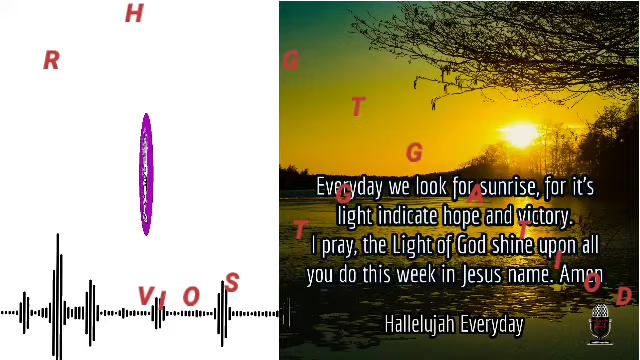 H
R
G
T
G
Everyday we look for sunrise, for it's
G A
light indicate hope and victory.
T T
I pray, the Light of God shine upon all
I
you do this week in Jesus name. Amen
S
V I O
O D
Hallelujah Everyday